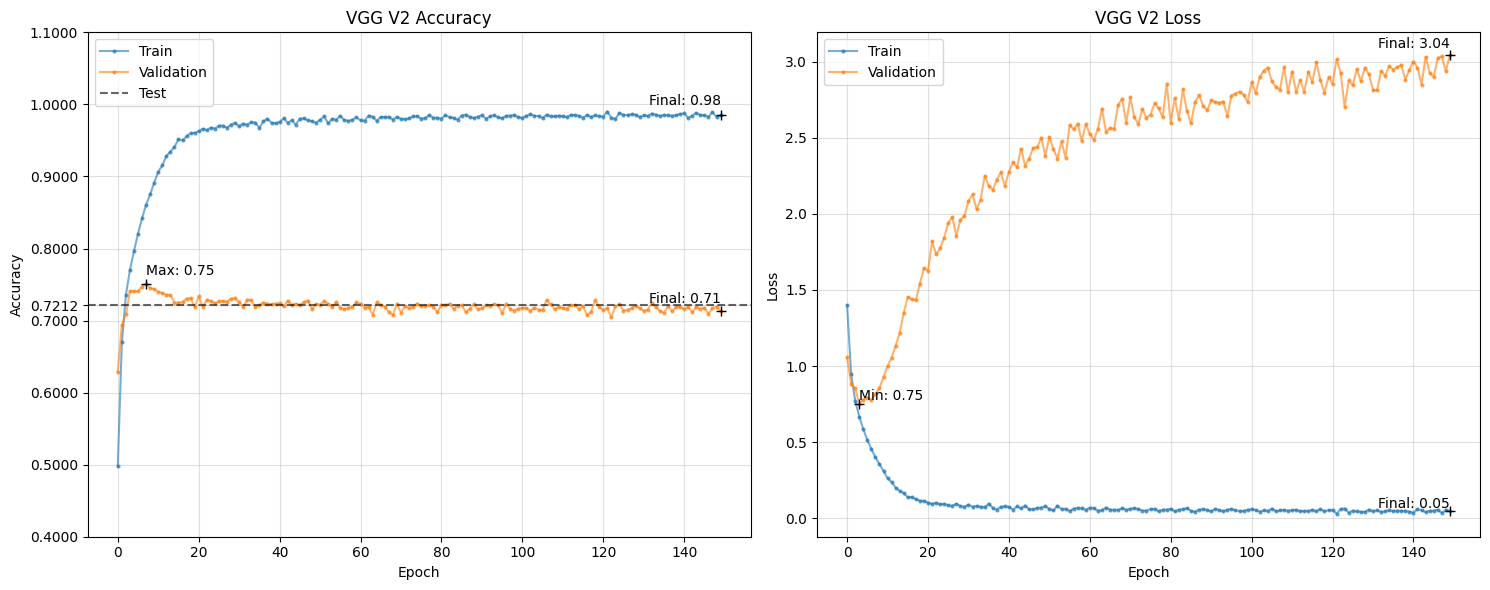 VGG V2 Accuracy
Train
Validation
Test
Final: 0.98
Max: 0.75
Final: 0.71
1.1000
1.0000
0.9000
0.8000
0.7212
0.7000
0.6000
0.5000
0.4000
Accuracy
0
20
40
60
80
100
120
140
Epoch
VGG V2 Loss
Train
Validation
Final: 3.04
Min: 0.75
Final: 0.05
3.0
2.5
2.0
1.5
1.0
0.5
0.0
Loss
0
20
40
60
80
100
120
140
Epoch